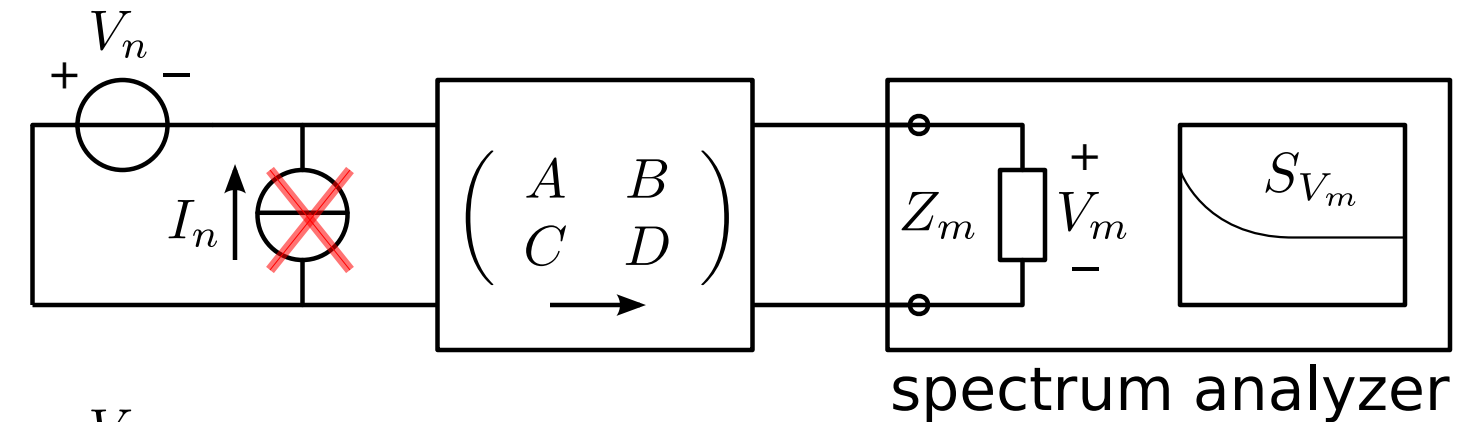 V_n
+ −
I_n
A B
C D
Z_m
+
V_m
−
S_{V_m}
spectrum analyzer